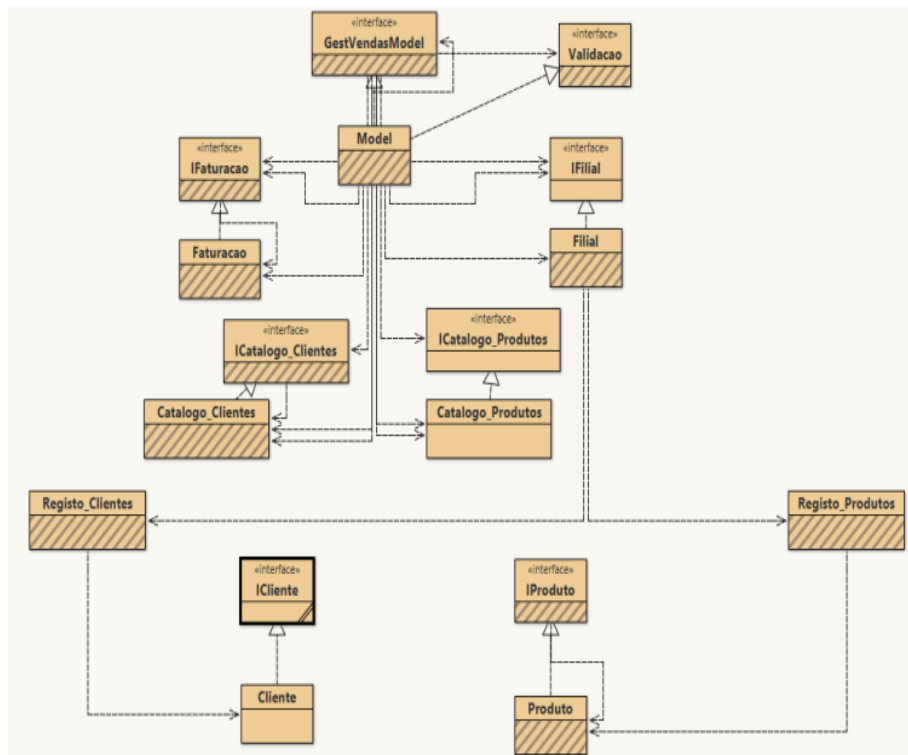 «interface»
GestVendasModel
«interface»
Validacao
Model
«interface»
IFaturacao
«interface»
IFilial
Faturacao
Filial
«interface»
ICatalogo_Clientes
«interface»
ICatalogo_Produtos
Catalogo_Clientes
Catalogo_Produtos
Registo_Clientes
Registo_Produtos
«interface»
ICliente
«interface»
IProduto
Cliente
Produto